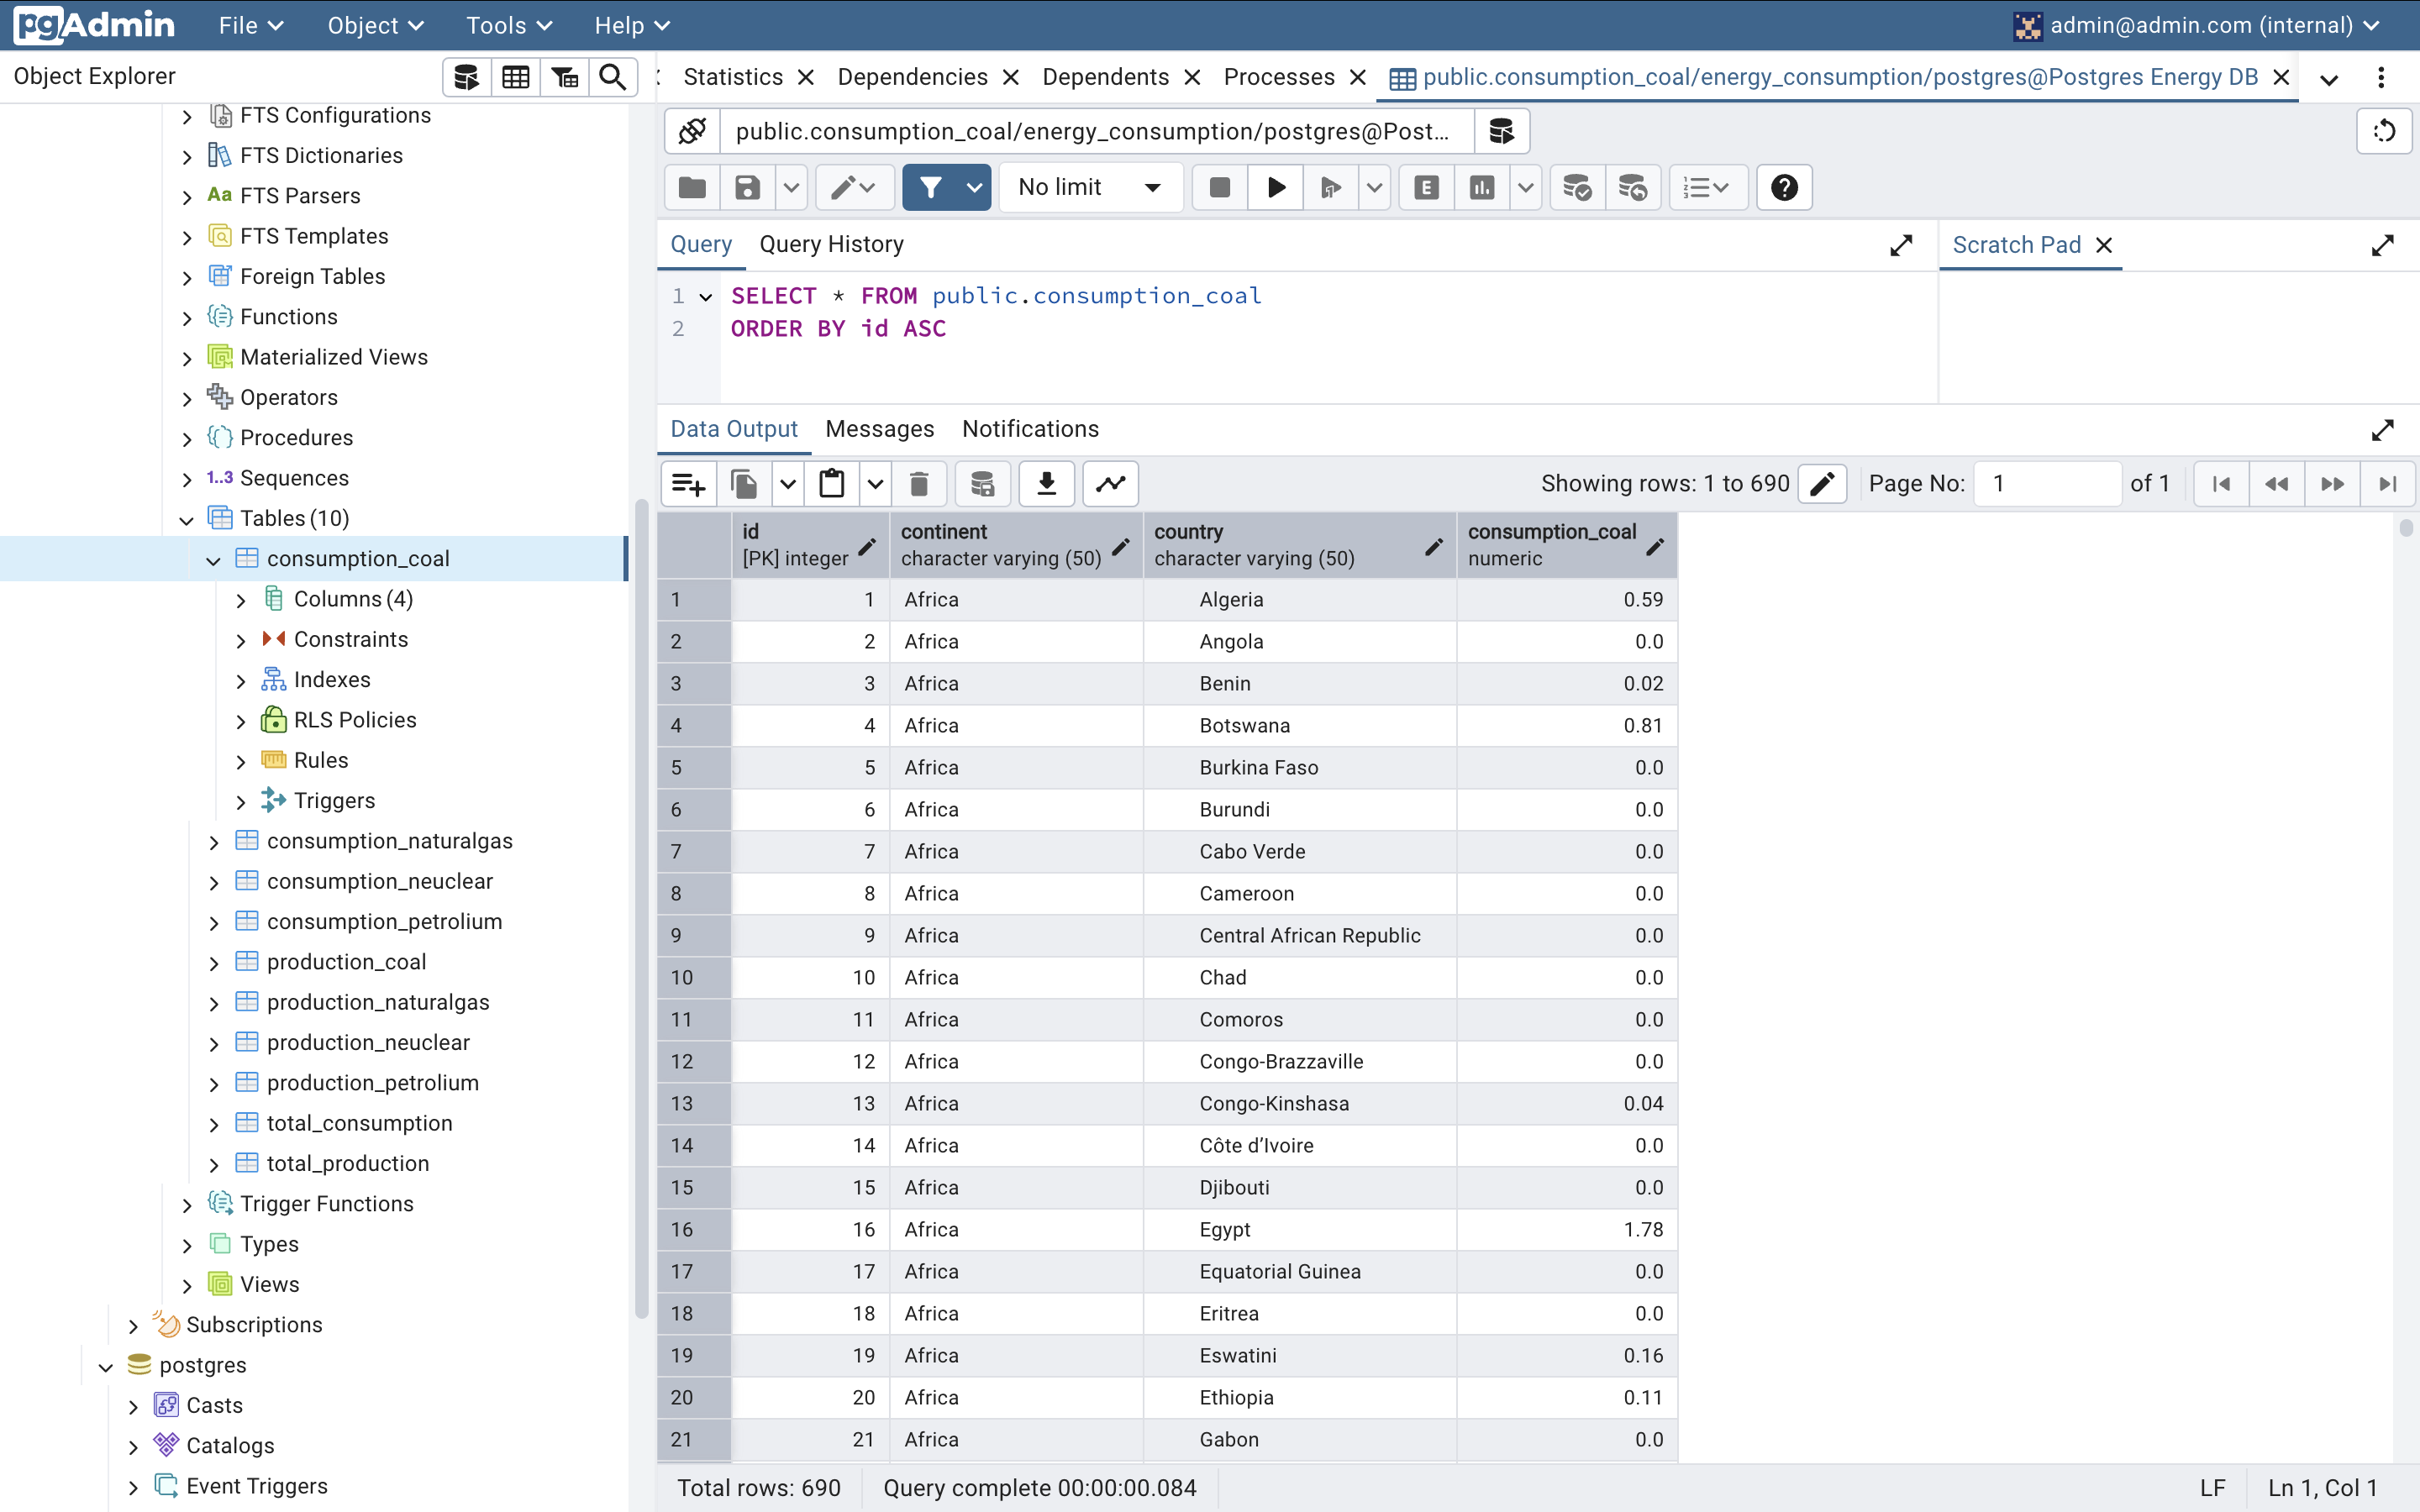 pgAdmin File Object Tools Help admin@admin.com (internal)
Object Explorer
Statistics Dependencies Dependents Processes public.consumption_coal/energy_consumption/postgres@Postgres Energy DB
FTS Configurations
FTS Dictionaries
Aa FTS Parsers
FTS Templates
Foreign Tables
Functions
Materialized Views
Operators
Procedures
1..3 Sequences
Tables (10)
consumption_coal
Columns (4)
Constraints
Indexes
RLS Policies
Rules
Triggers
consumption_naturalgas
consumption_neuclear
consumption_petrolium
production_coal
production_naturalgas
production_neuclear
production_petrolium
total_consumption
total_production
Trigger Functions
Types
Views
Subscriptions
postgres
Casts
Catalogs
Event Triggers
public.consumption_coal/energy_consumption/postgres@Post...
No limit E
Query Query History
Scratch Pad
1 SELECT * FROM public.consumption_coal
2 ORDER BY id ASC
Data Output Messages Notifications
Showing rows: 1 to 690 Page No: 1 of 1
id continent country consumption_coal
[PK] integer character varying (50) character varying (50) numeric
1 1 Africa Algeria 0.59
2 2 Africa Angola 0.0
3 3 Africa Benin 0.02
4 4 Africa Botswana 0.81
5 5 Africa Burkina Faso 0.0
6 6 Africa Burundi 0.0
7 7 Africa Cabo Verde 0.0
8 8 Africa Cameroon 0.0
9 9 Africa Central African Republic 0.0
10 10 Africa Chad 0.0
11 11 Africa Comoros 0.0
12 12 Africa Congo-Brazzaville 0.0
13 13 Africa Congo-Kinshasa 0.04
14 14 Africa Côte d’Ivoire 0.0
15 15 Africa Djibouti 0.0
16 16 Africa Egypt 1.78
17 17 Africa Equatorial Guinea 0.0
18 18 Africa Eritrea 0.0
19 19 Africa Eswatini 0.16
20 20 Africa Ethiopia 0.11
21 21 Africa Gabon 0.0
Total rows: 690 Query complete 00:00:00.084 LF Ln 1, Col 1